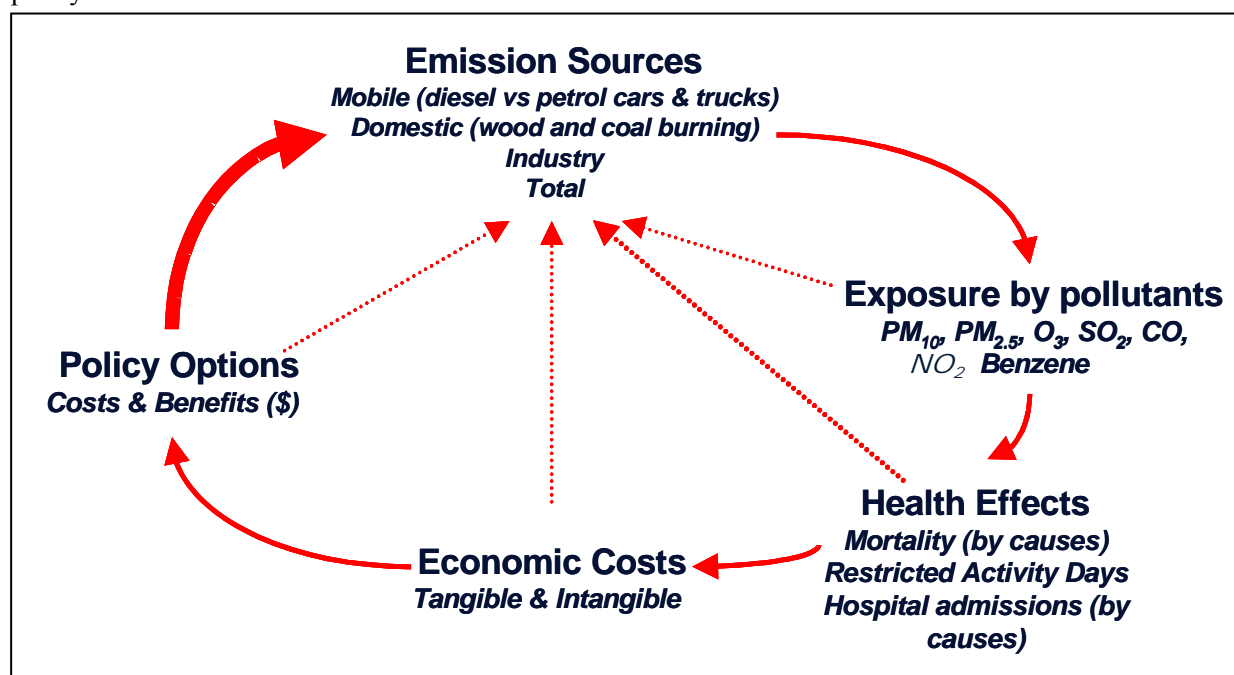 Emission Sources
Mobile (diesel vs petrol cars & trucks)
Domestic (wood and coal burning)
Industry
Total
Exposure by pollutants
PM₁₀, PM₂.₅, O₃, SO₂, CO,
NO₂ Benzene
Policy Options
Costs & Benefits ($)
Health Effects
Mortality (by causes)
Restricted Activity Days
Hospital admissions (by
causes)
Economic Costs
Tangible & Intangible